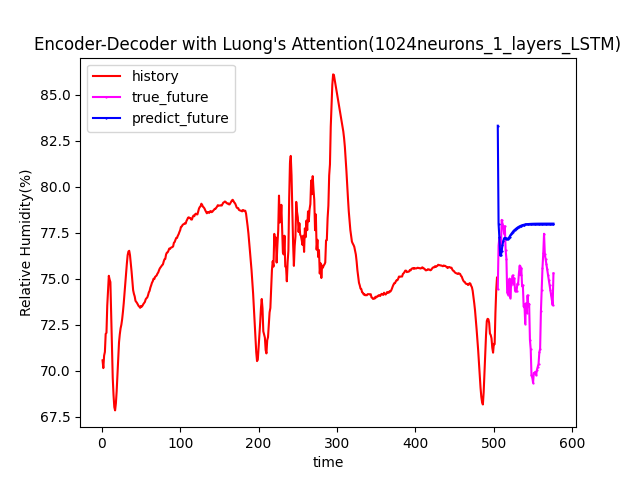 Encoder-Decoder with Luong's Attention(1024neurons_1_layers_LSTM)
history
true_future
predict_future
Relative Humidity(%)
85.0
82.5
80.0
77.5
75.0
72.5
70.0
67.5
0 100 200 300 400 500 600
time